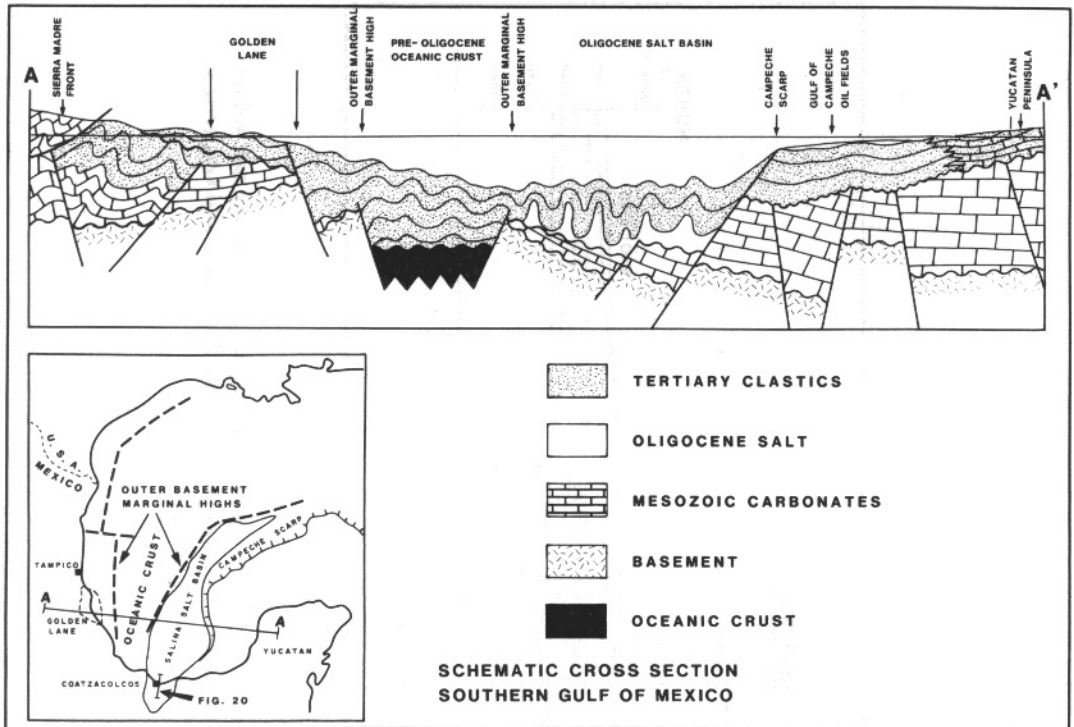 A
SIERRA MADRE
FRONT
GOLDEN
LANE
OUTER MARGINAL
BASEMENT HIGH
PRE- OLIGOCENE
OCEANIC CRUST
OUTER MARGINAL
BASEMENT HIGH
OLIGOCENE SALT BASIN
CAMPECHE
SCARP
GULF OF
CAMPECHE
OIL FIELDS
YUCATAN
PENINSULA
A'
U.S.A.
MEXICO
OUTER BASEMENT
MARGINAL HIGHS
TAMPICO
A
GOLDEN
LANE
OCEANIC CRUST
SALINA SALT BASIN
CAMPECHE SCARP
A
YUCATAN
COATZACOLCOS
FIG. 20
TERTIARY CLASTICS
OLIGOCENE SALT
MESOZOIC CARBONATES
BASEMENT
OCEANIC CRUST
SCHEMATIC CROSS SECTION
SOUTHERN GULF OF MEXICO